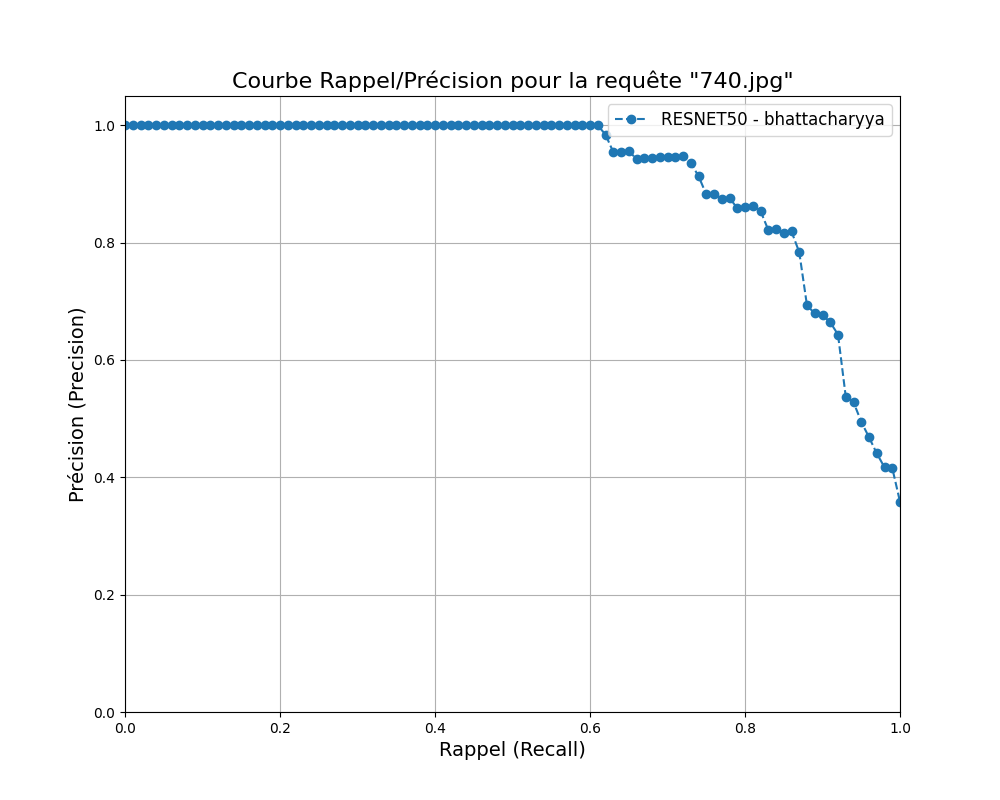 Courbe Rappel/Précision pour la requête "740.jpg"
RESNET50 - bhattacharyya
1.0
0.8
0.6
0.4
0.2
0.0
Précision (Precision)
0.0 0.2 0.4 0.6 0.8 1.0
Rappel (Recall)